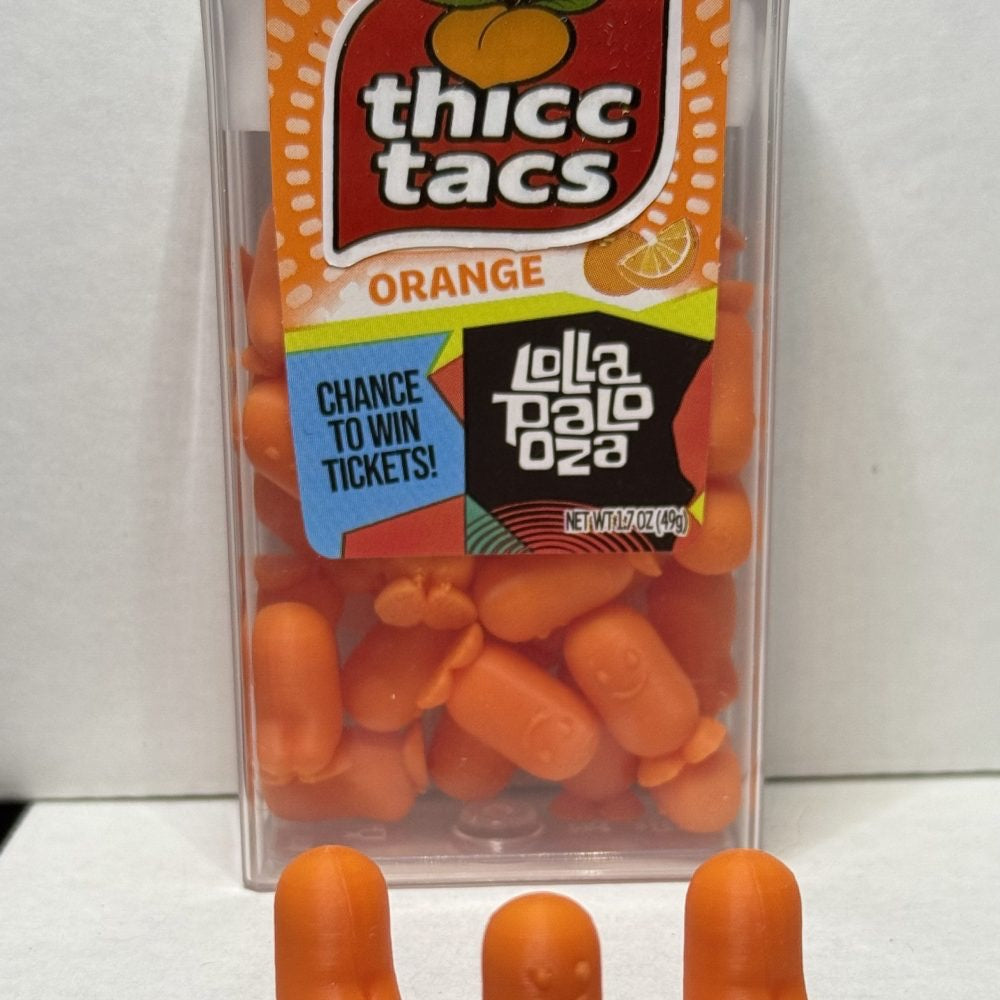 thicc
tacs
ORANGE
CHANCE
TO WIN
TICKETS!
LOLLA
PALO
OZA
NET WT 1.7 OZ (49g)